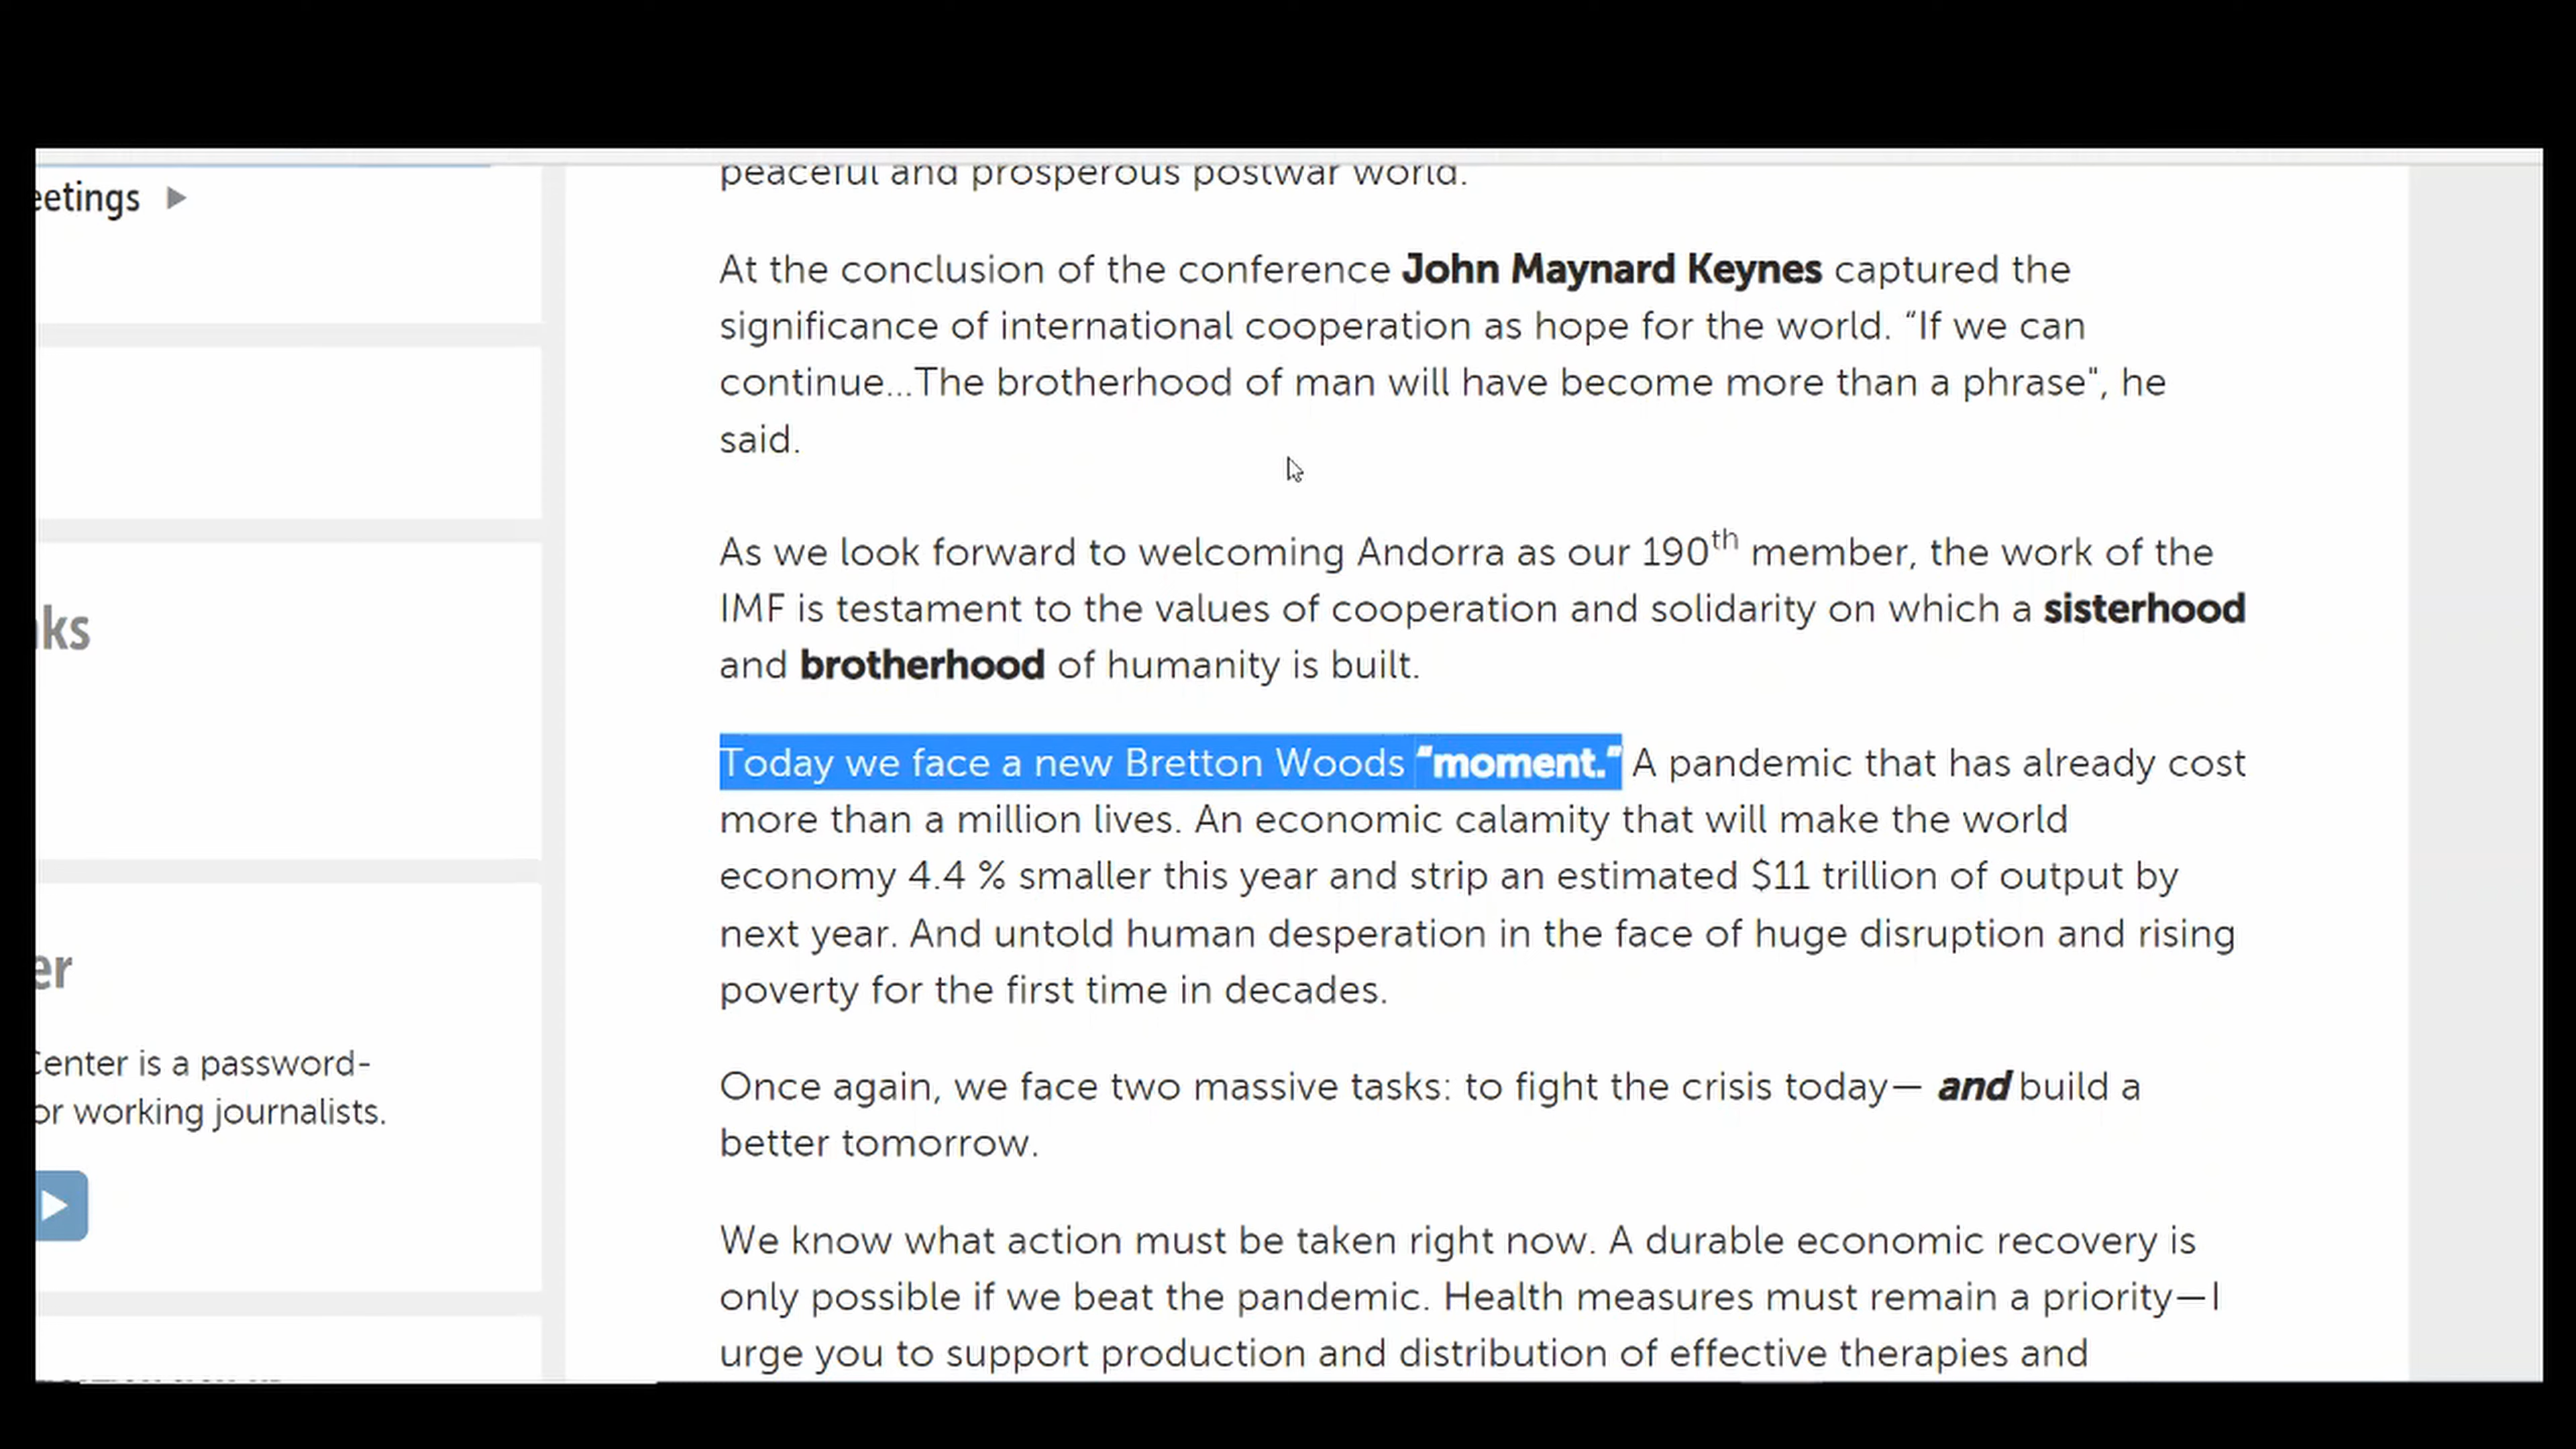 peaceful and prosperous postwar world.
eetings
At the conclusion of the conference John Maynard Keynes captured the
significance of international cooperation as hope for the world. “If we can
continue...The brotherhood of man will have become more than a phrase", he
said.
As we look forward to welcoming Andorra as our 190th member, the work of the
IMF is testament to the values of cooperation and solidarity on which a sisterhood
and brotherhood of humanity is built.
ks
Today we face a new Bretton Woods “moment.” A pandemic that has already cost
more than a million lives. An economic calamity that will make the world
economy 4.4 % smaller this year and strip an estimated $11 trillion of output by
next year. And untold human desperation in the face of huge disruption and rising
poverty for the first time in decades.
er
Center is a password-
or working journalists.
Once again, we face two massive tasks: to fight the crisis today— and build a
better tomorrow.
We know what action must be taken right now. A durable economic recovery is
only possible if we beat the pandemic. Health measures must remain a priority—I
urge you to support production and distribution of effective therapies and